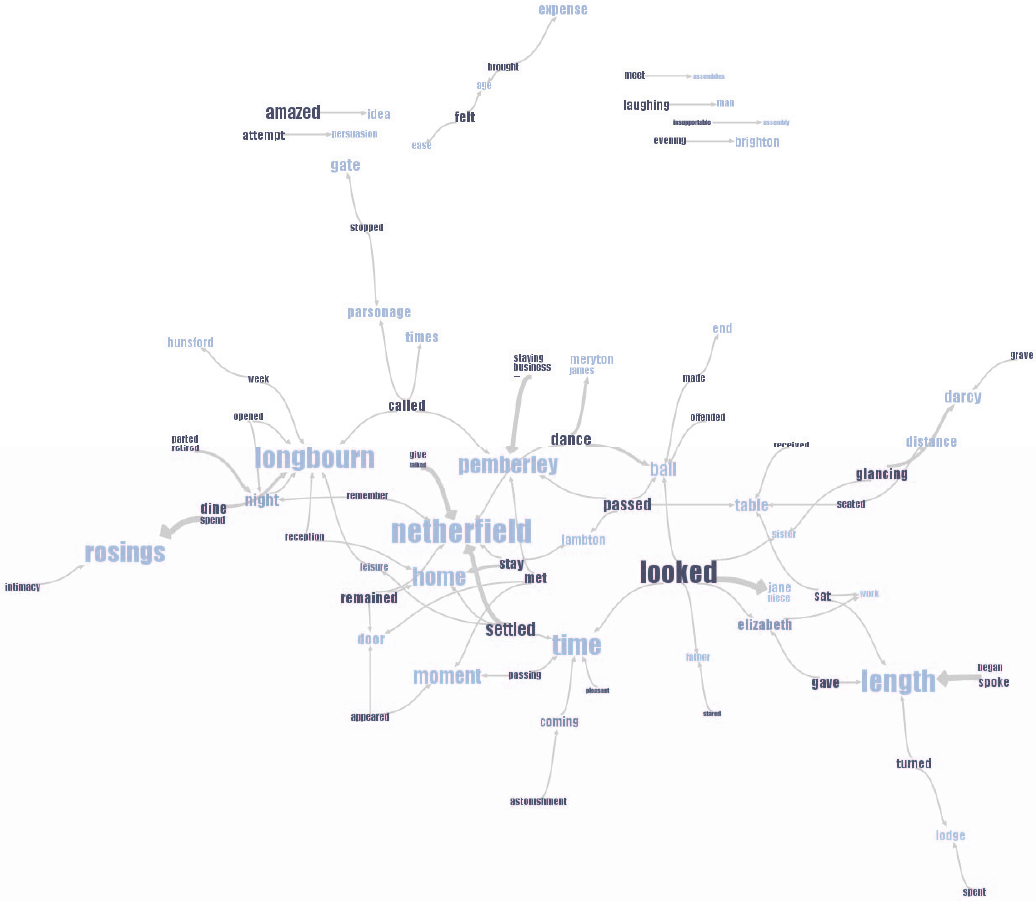 expense
brought
age
meet
assemblies
amazed
idea
laughing
man
felt
attempt
persuasion
insupportable
assembly
ease
evening
brighton
gate
stopped
parsonage
times
end
hunsford
staying
business
meryton
james
grave
week
made
darcy
called
opened
offended
parted
retired
dance
distance
received
longbourn
give
pemberley
ball
glancing
night
remember
dine
spend
passed
table
seated
netherfield
reception
lambton
sister
rosings
leisure
home
stay
met
looked
intimacy
jane
niece
remained
sat
work
settled
elizabeth
door
time
father
moment
passing
gave
length
began
spoke
pleasant
appeared
coming
turned
astonishment
lodge
spent